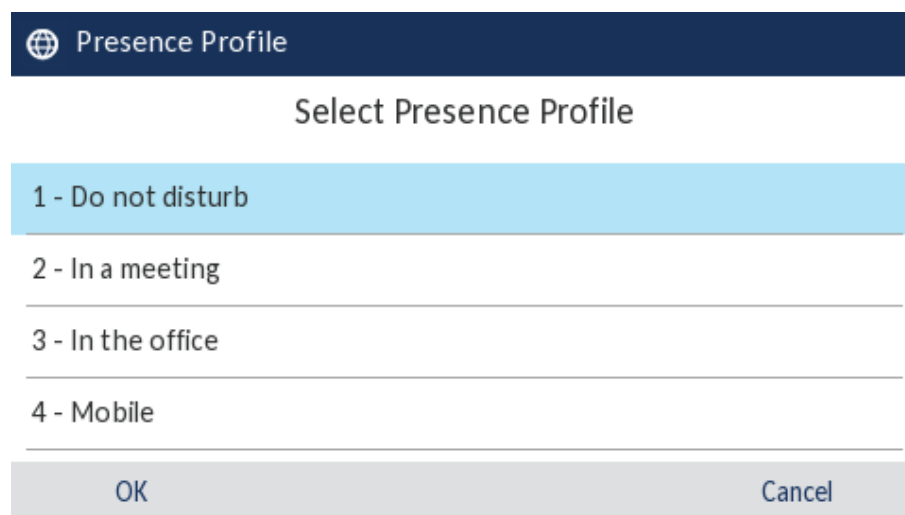 Presence Profile
Select Presence Profile
1 - Do not disturb
2 - In a meeting
3 - In the office
4 - Mobile
OK Cancel